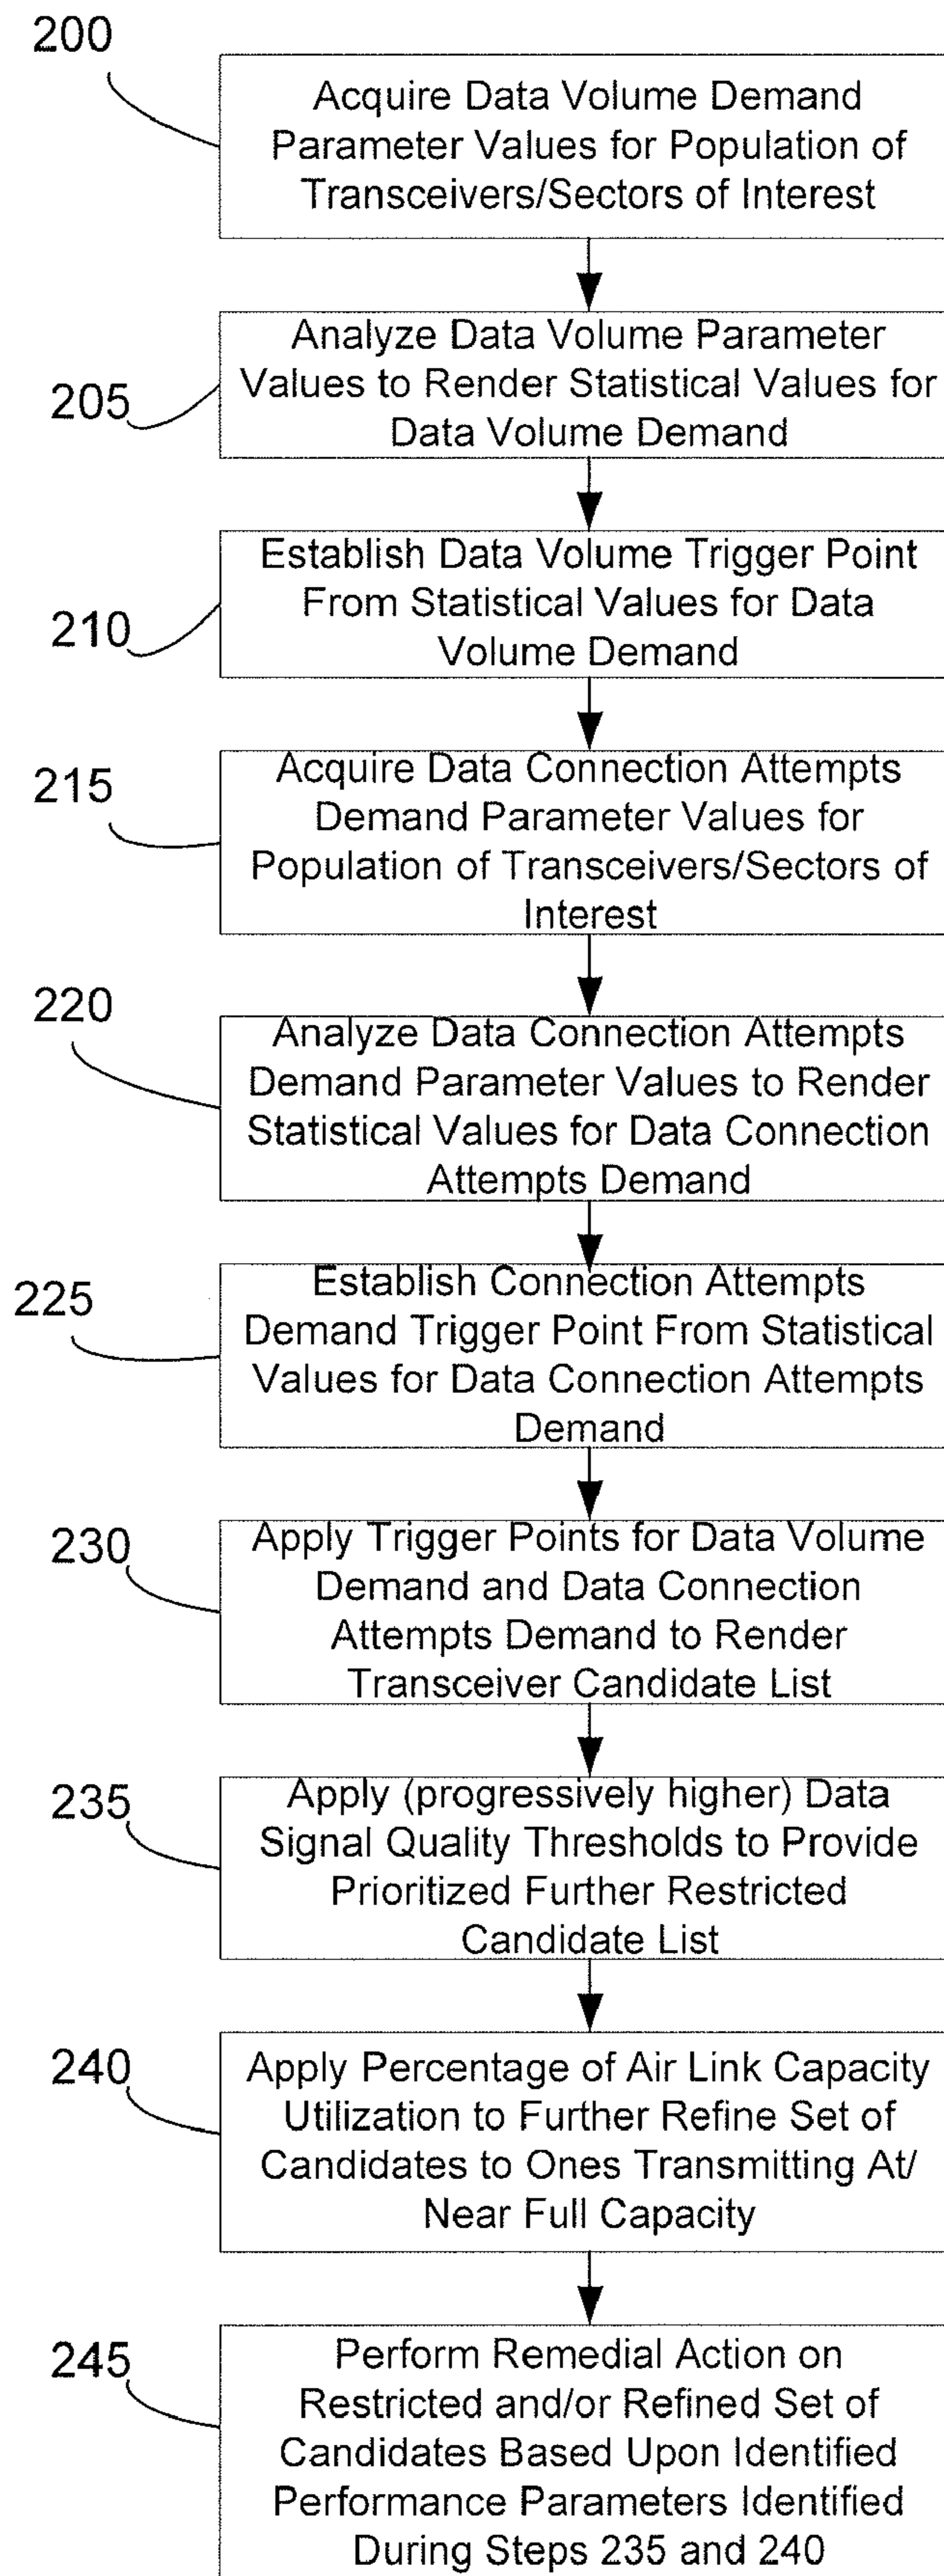 200
Acquire Data Volume Demand
Parameter Values for Population of
Transceivers/Sectors of Interest
205
Analyze Data Volume Parameter
Values to Render Statistical Values for
Data Volume Demand
210
Establish Data Volume Trigger Point
From Statistical Values for Data
Volume Demand
215
Acquire Data Connection Attempts
Demand Parameter Values for
Population of Transceivers/Sectors of
Interest
220
Analyze Data Connection Attempts
Demand Parameter Values to Render
Statistical Values for Data Connection
Attempts Demand
225
Establish Connection Attempts
Demand Trigger Point From Statistical
Values for Data Connection Attempts
Demand
230
Apply Trigger Points for Data Volume
Demand and Data Connection
Attempts Demand to Render
Transceiver Candidate List
235
Apply (progressively higher) Data
Signal Quality Thresholds to Provide
Prioritized Further Restricted
Candidate List
240
Apply Percentage of Air Link Capacity
Utilization to Further Refine Set of
Candidates to Ones Transmitting At/
Near Full Capacity
245
Perform Remedial Action on
Restricted and/or Refined Set of
Candidates Based Upon Identified
Performance Parameters Identified
During Steps 235 and 240